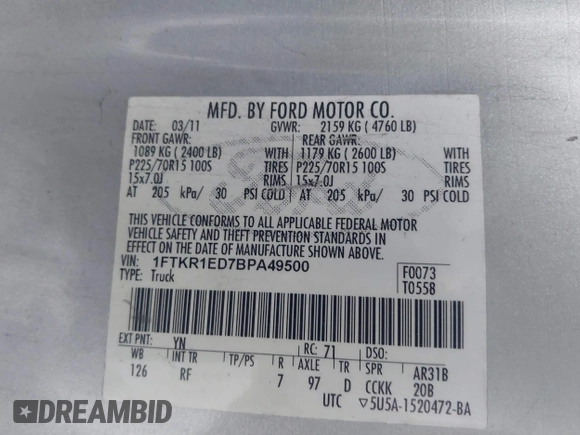 MFD. BY FORD MOTOR CO.
DATE: 03/11 GVWR: 2159 KG ( 4760 LB)
FRONT GAWR: REAR GAWR:
1089 KG ( 2400 LB) WITH 1179 KG ( 2600 LB) WITH
P225/70R15 100S TIRES P225/70R15 100S TIRES
15x7.0J RIMS 15x7.0J RIMS
AT 205 kPa/ 30 PSI COLD AT 205 kPa/ 30 PSI COLD
THIS VEHICLE CONFORMS TO ALL APPLICABLE FEDERAL MOTOR
VEHICLE SAFETY AND THEFT PREVENTION STANDARDS IN
EFFECT ON THE DATE OF MANUFACTURE SHOWN ABOVE.
VIN: 1FTKR1ED7BPA49500 F0073
TYPE: Truck T0558
EXT PNT: YN RC: 71 DSO:
WB INT TR TP/PS R AXLE TR SPR AR31B
126 RF 7 97 D CCKK 20B
UTC ▽5U5A-1520472-BA
DREAMBID DREAMBID